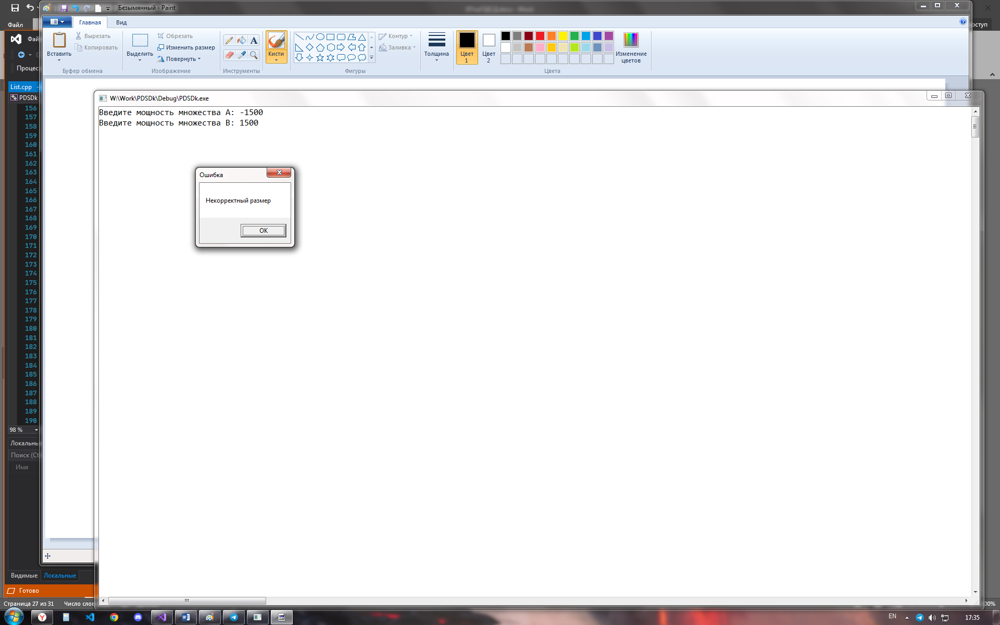 Безымянный - Paint
Файл
Главная
Вид
Вставить
Вырезать
Копировать
Буфер обмена
Выделить
Обрезать
Изменить размер
Повернуть
Изображение
A
Инструменты
Кисти
Фигуры
Контур
Заливка
Толщина
Цвет
1
Цвет
2
Изменение
цветов
Цвета
List.cpp
PDSDk
156
157
158
159
160
161
162
163
164
165
166
167
168
169
170
171
172
173
174
175
176
177
178
179
180
181
182
183
184
185
186
187
188
189
190
98 %
W:\Work\PDSDk\Debug\PDSDk.exe
Введите мощность множества A: -1500
Введите мощность множества B: 1500
Ошибка
Некорректный размер
OK
Поиск (Ct
Имя
Видимые
Локальные
Готово
Страница 27 из 31
Число слов
EN
17:35